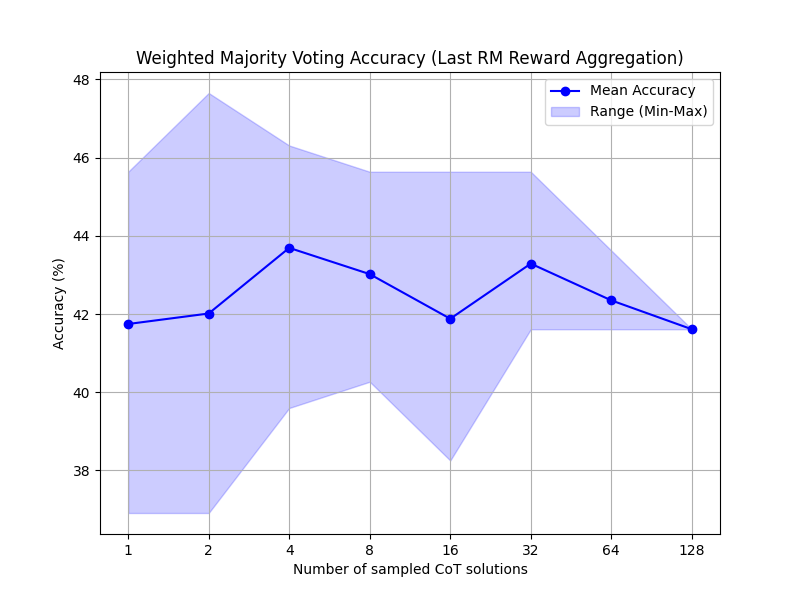 Weighted Majority Voting Accuracy (Last RM Reward Aggregation)
Mean Accuracy
Range (Min-Max)
48
46
44
42
40
38
Accuracy (%)
1 2 4 8 16 32 64 128
Number of sampled CoT solutions